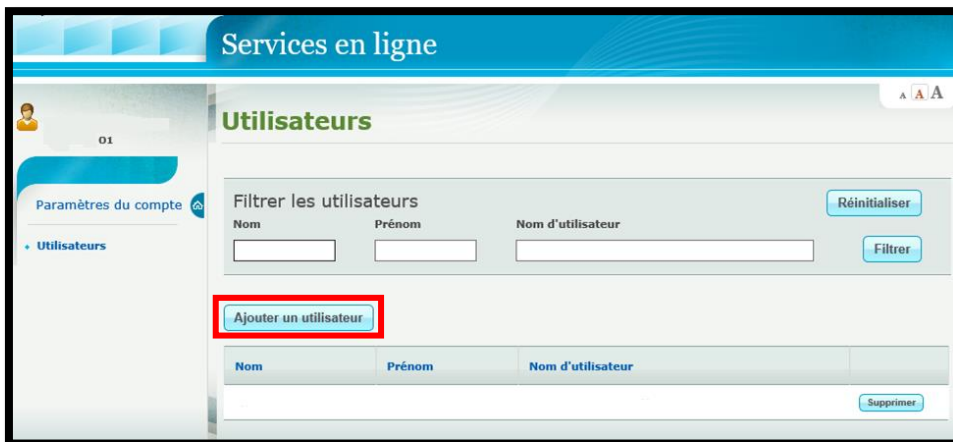 Services en ligne
A A A
01
Utilisateurs
Paramètres du compte
Utilisateurs
Filtrer les utilisateurs
Réinitialiser
Nom Prénom Nom d'utilisateur
Filtrer
Ajouter un utilisateur
Nom Prénom Nom d'utilisateur
Supprimer